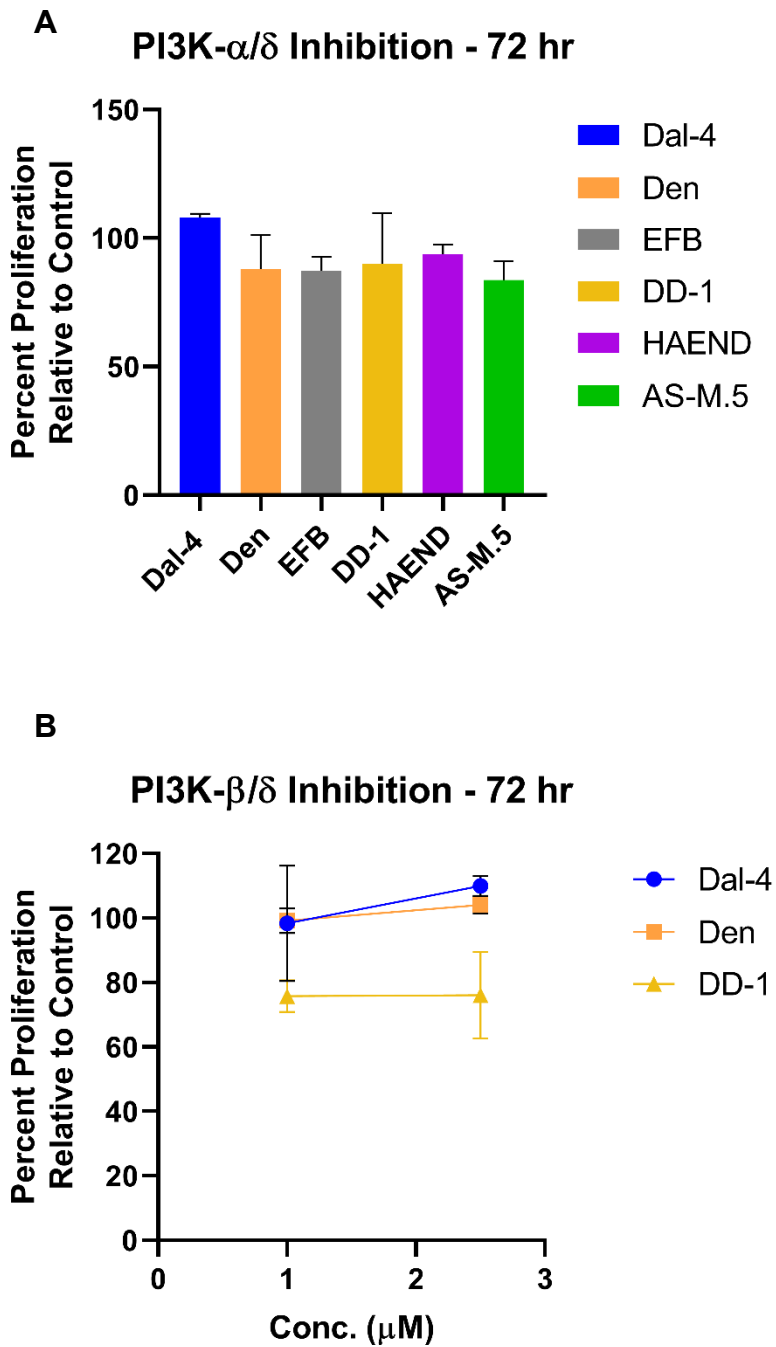 A
PI3K-α/δ Inhibition - 72 hr
Percent Proliferation
Relative to Control
150
100
50
0
Dal-4
Den
EFB
DD-1
HAEND
AS-M.5
Dal-4
Den
EFB
DD-1
HAEND
AS-M.5
B
PI3K-β/δ Inhibition - 72 hr
Percent Proliferation
Relative to Control
120
100
80
60
40
20
0
0
1
2
3
Conc. (μM)
Dal-4
Den
DD-1